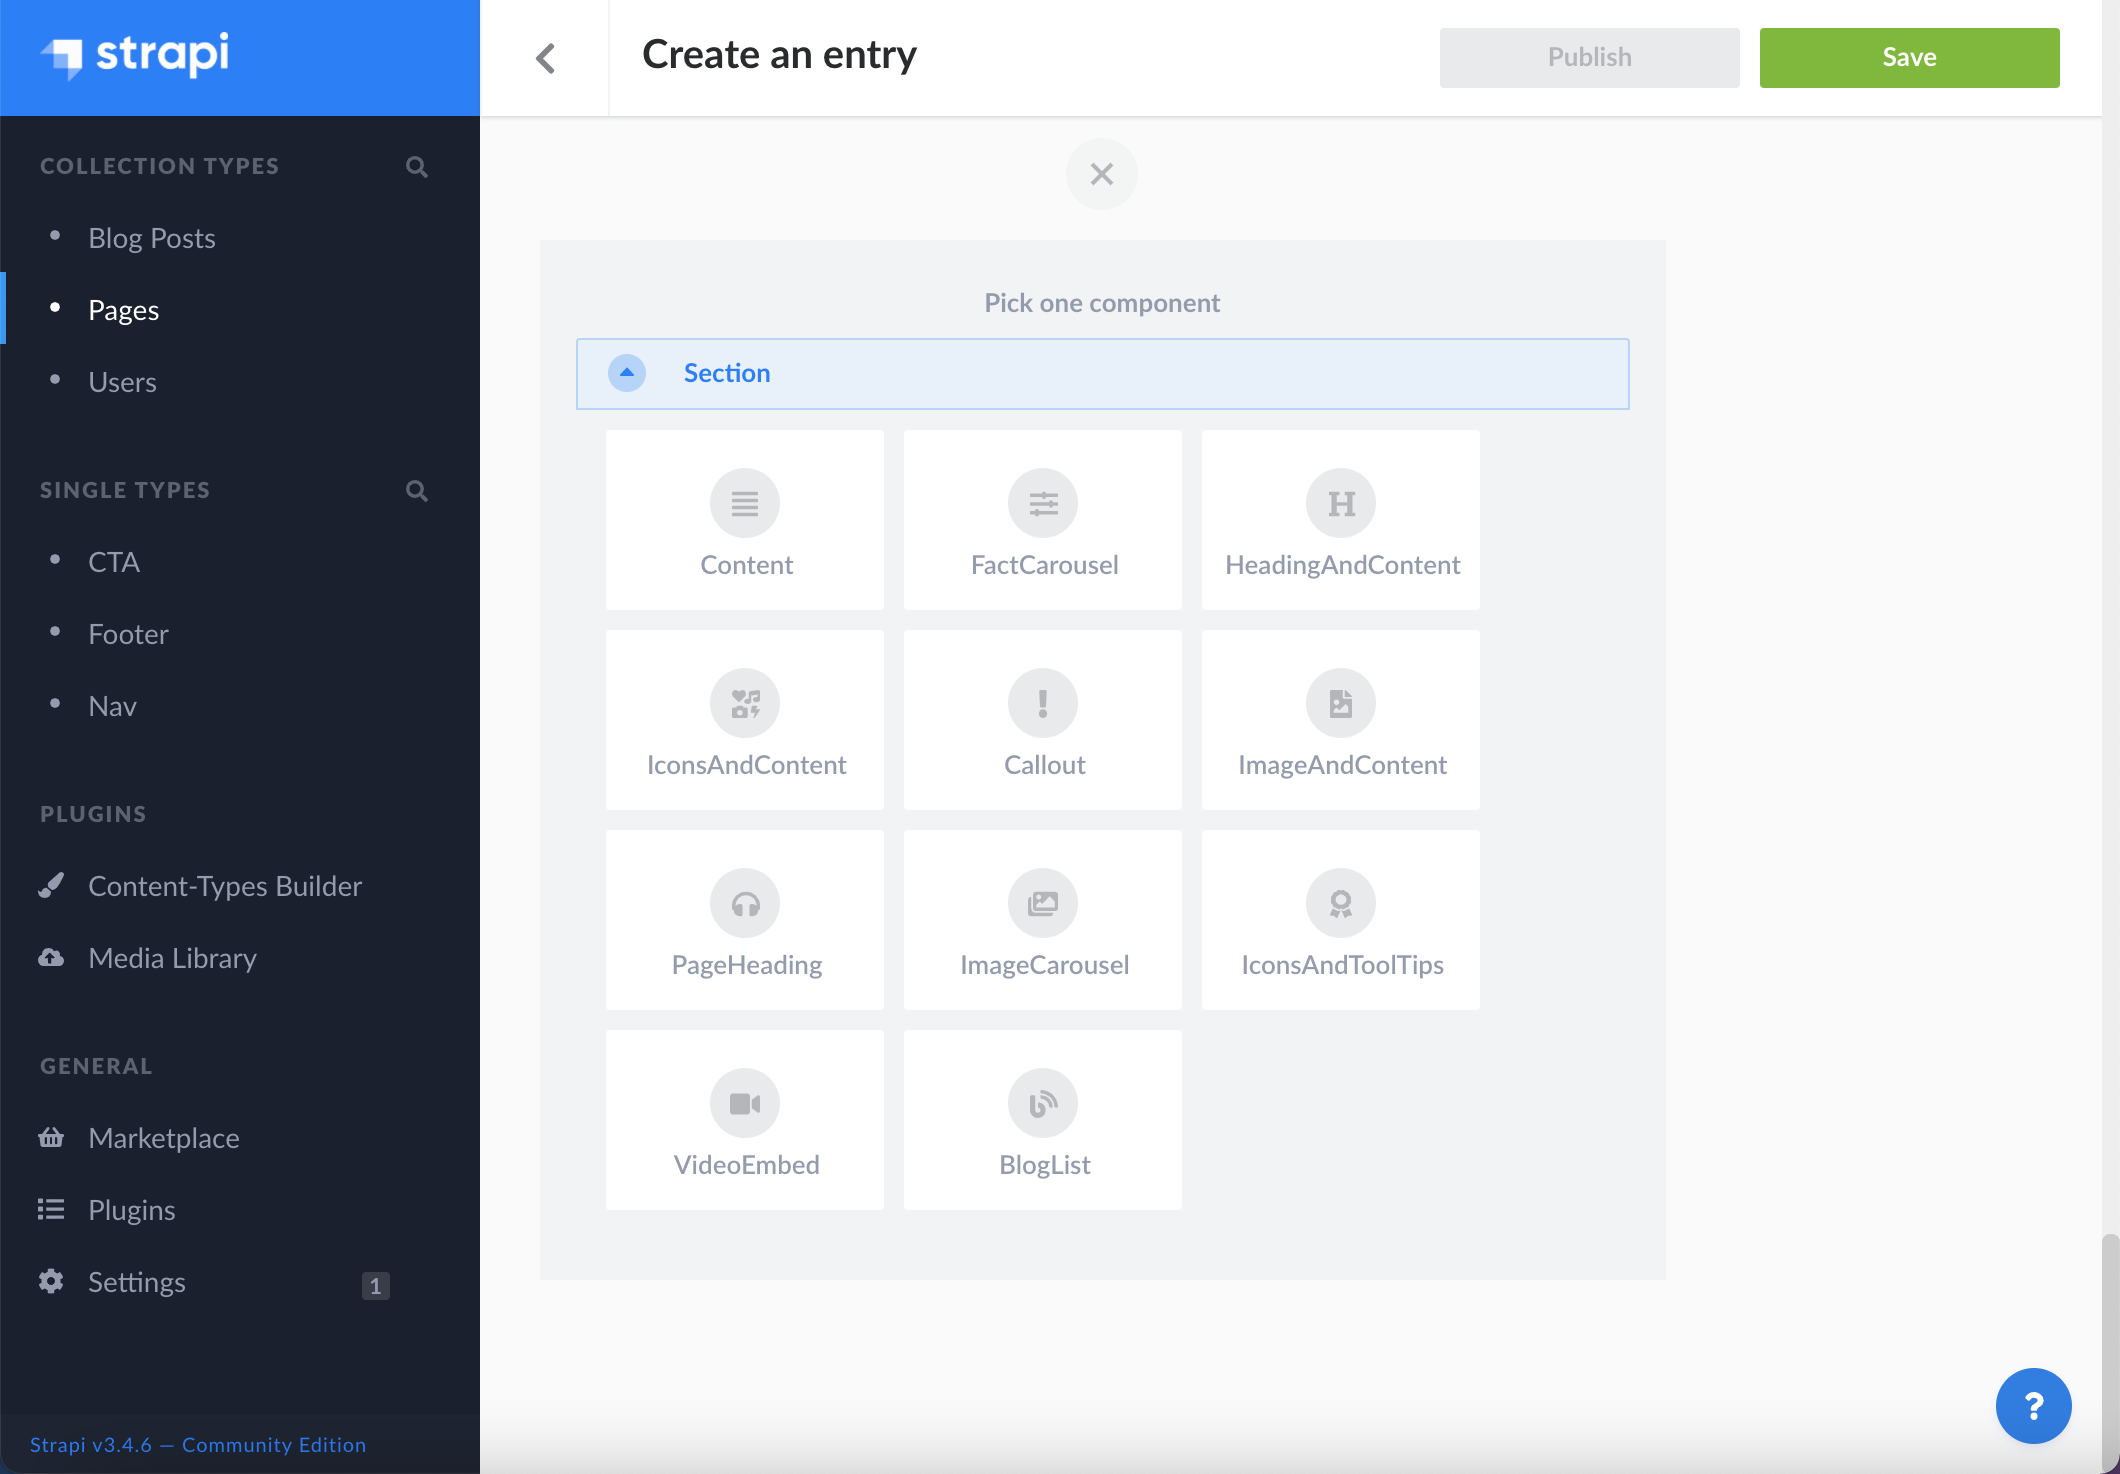 strapi
Create an entry
Publish
Save
COLLECTION TYPES
Blog Posts
Pages
Users
SINGLE TYPES
CTA
Footer
Nav
PLUGINS
Content-Types Builder
Media Library
GENERAL
Marketplace
Plugins
Settings
1
Strapi v3.4.6 — Community Edition
Pick one component
Section
Content
FactCarousel
HeadingAndContent
IconsAndContent
Callout
ImageAndContent
PageHeading
ImageCarousel
IconsAndToolTips
VideoEmbed
BlogList
?